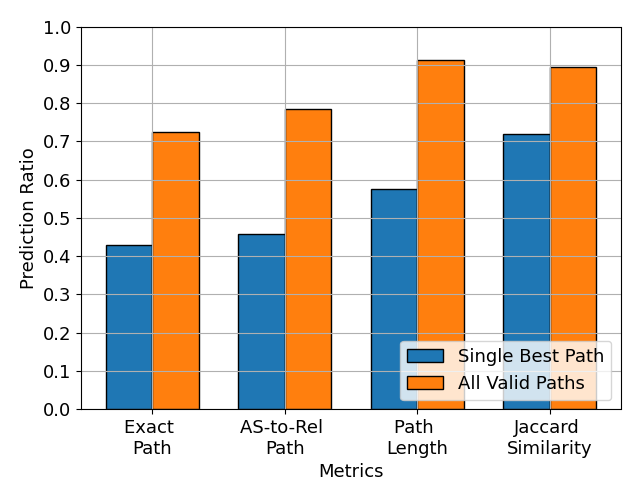 1.0
0.9
0.8
0.7
0.6
0.5
0.4
0.3
0.2
0.1
0.0
Prediction Ratio
Single Best Path
All Valid Paths
Exact
Path
AS-to-Rel
Path
Path
Length
Jaccard
Similarity
Metrics